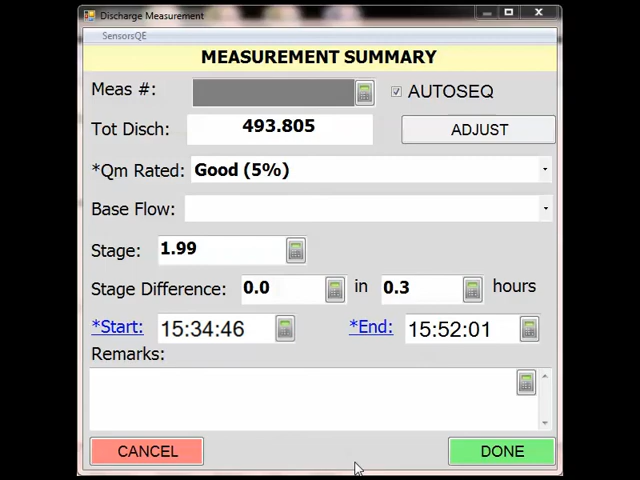 Discharge Measurement
SensorsQE
MEASUREMENT SUMMARY
Meas #:
AUTOSEQ
Tot Disch: 493.805 ADJUST
*Qm Rated: Good (5%)
Base Flow:
Stage: 1.99
Stage Difference: 0.0 in 0.3 hours
*Start: 15:34:46 *End: 15:52:01
Remarks:
CANCEL DONE